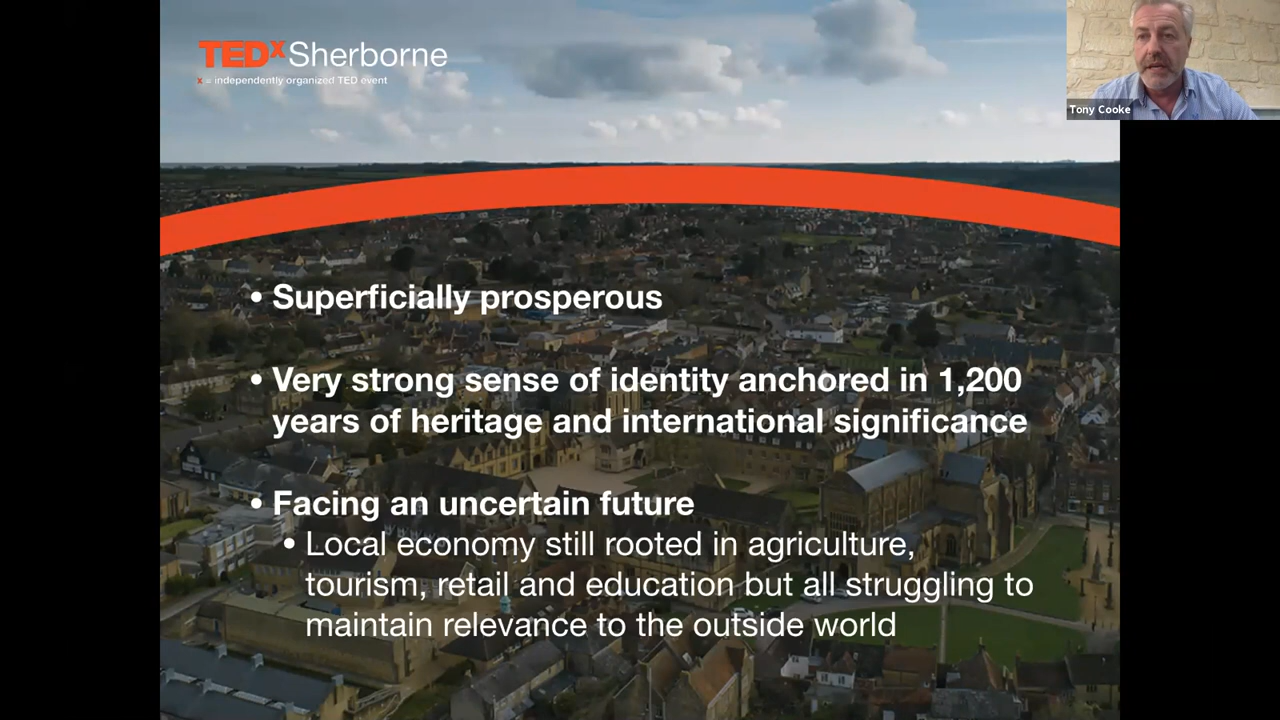 TEDxSherborne
x = independently organized TED event
Tony Cooke
• Superficially prosperous
• Very strong sense of identity anchored in 1,200
years of heritage and international significance
• Facing an uncertain future
• Local economy still rooted in agriculture,
tourism, retail and education but all struggling to
maintain relevance to the outside world